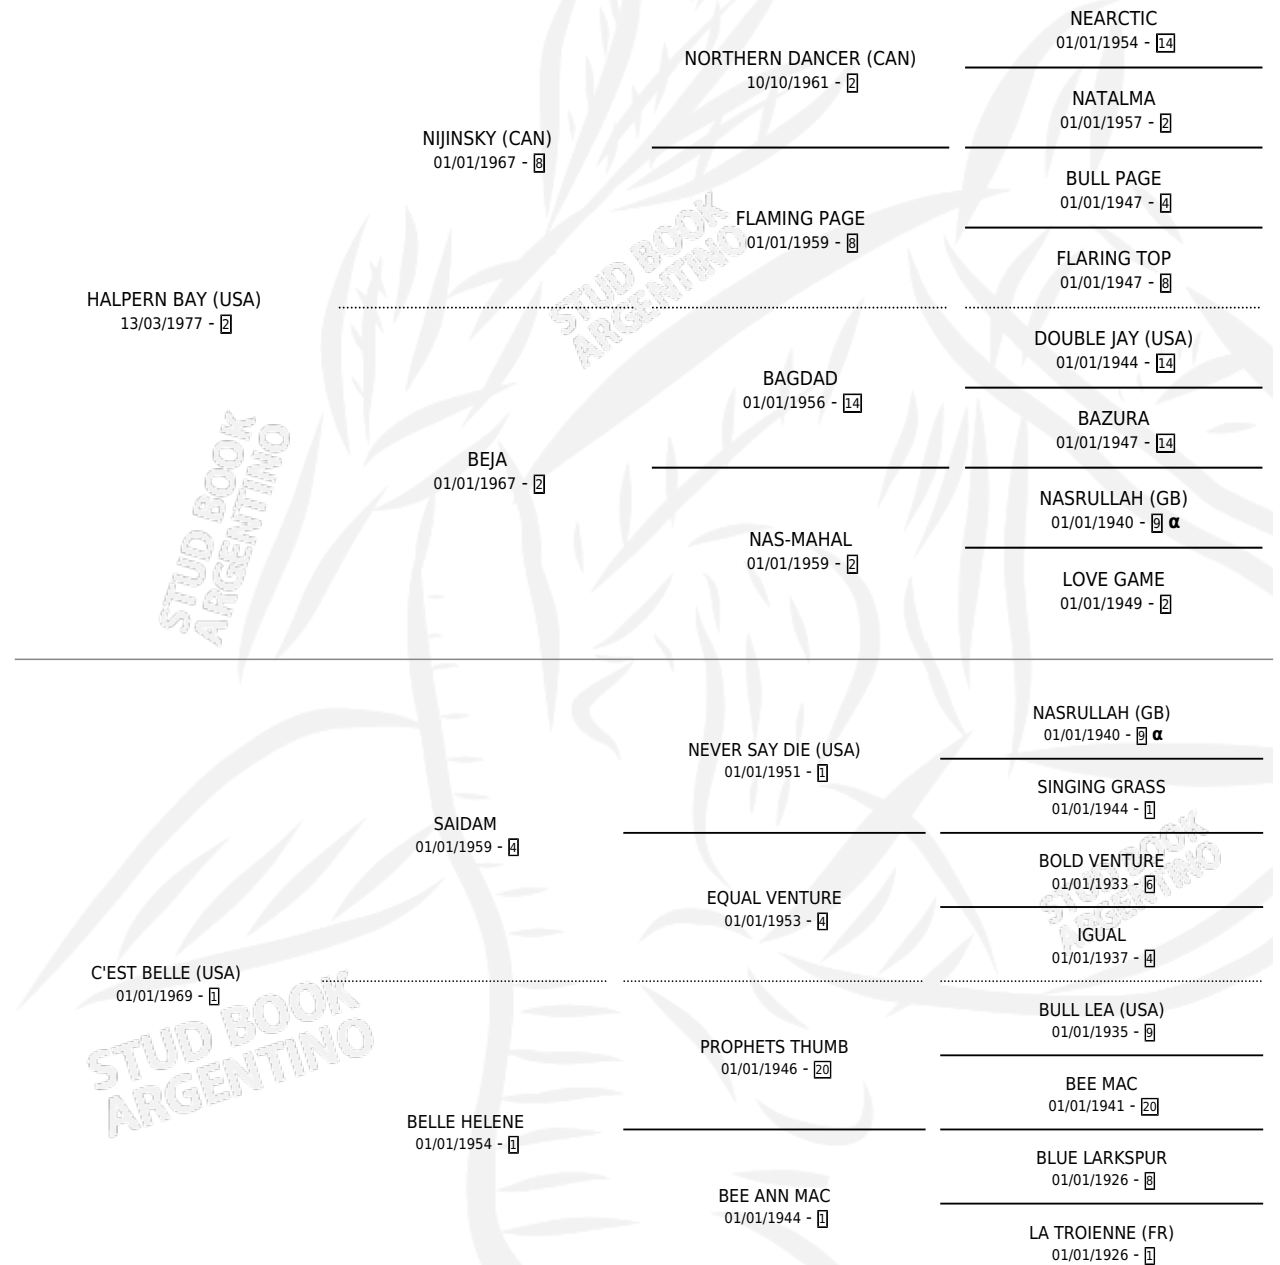 HALPERN BAY (USA)
13/03/1977 - 2
NIJINSKY (CAN)
01/01/1967 - 8
NORTHERN DANCER (CAN)
10/10/1961 - 2
NEARCTIC
01/01/1954 - 14
NATALMA
01/01/1957 - 2
FLAMING PAGE
01/01/1959 - 8
BULL PAGE
01/01/1947 - 4
FLARING TOP
01/01/1947 - 8
BEJA
01/01/1967 - 2
BAGDAD
01/01/1956 - 14
DOUBLE JAY (USA)
01/01/1944 - 14
BAZURA
01/01/1947 - 14
NAS-MAHAL
01/01/1959 - 2
NASRULLAH (GB)
01/01/1940 - 9 α
LOVE GAME
01/01/1949 - 2
C'EST BELLE (USA)
01/01/1969 - 1
SAIDAM
01/01/1959 - 4
NEVER SAY DIE (USA)
01/01/1951 - 1
NASRULLAH (GB)
01/01/1940 - 9 α
SINGING GRASS
01/01/1944 - 1
EQUAL VENTURE
01/01/1953 - 4
BOLD VENTURE
01/01/1933 - 6
IGUAL
01/01/1937 - 4
BELLE HELENE
01/01/1954 - 1
PROPHETS THUMB
01/01/1946 - 20
BULL LEA (USA)
01/01/1935 - 9
BEE MAC
01/01/1941 - 20
BEE ANN MAC
01/01/1944 - 1
BLUE LARKSPUR
01/01/1926 - 8
LA TROIENNE (FR)
01/01/1926 - 1
STUD BOOK
ARGENTINO
STUD BOOK
ARGENTINO
STUD BOOK
ARGENTINO
STUD BOOK
ARGENTINO